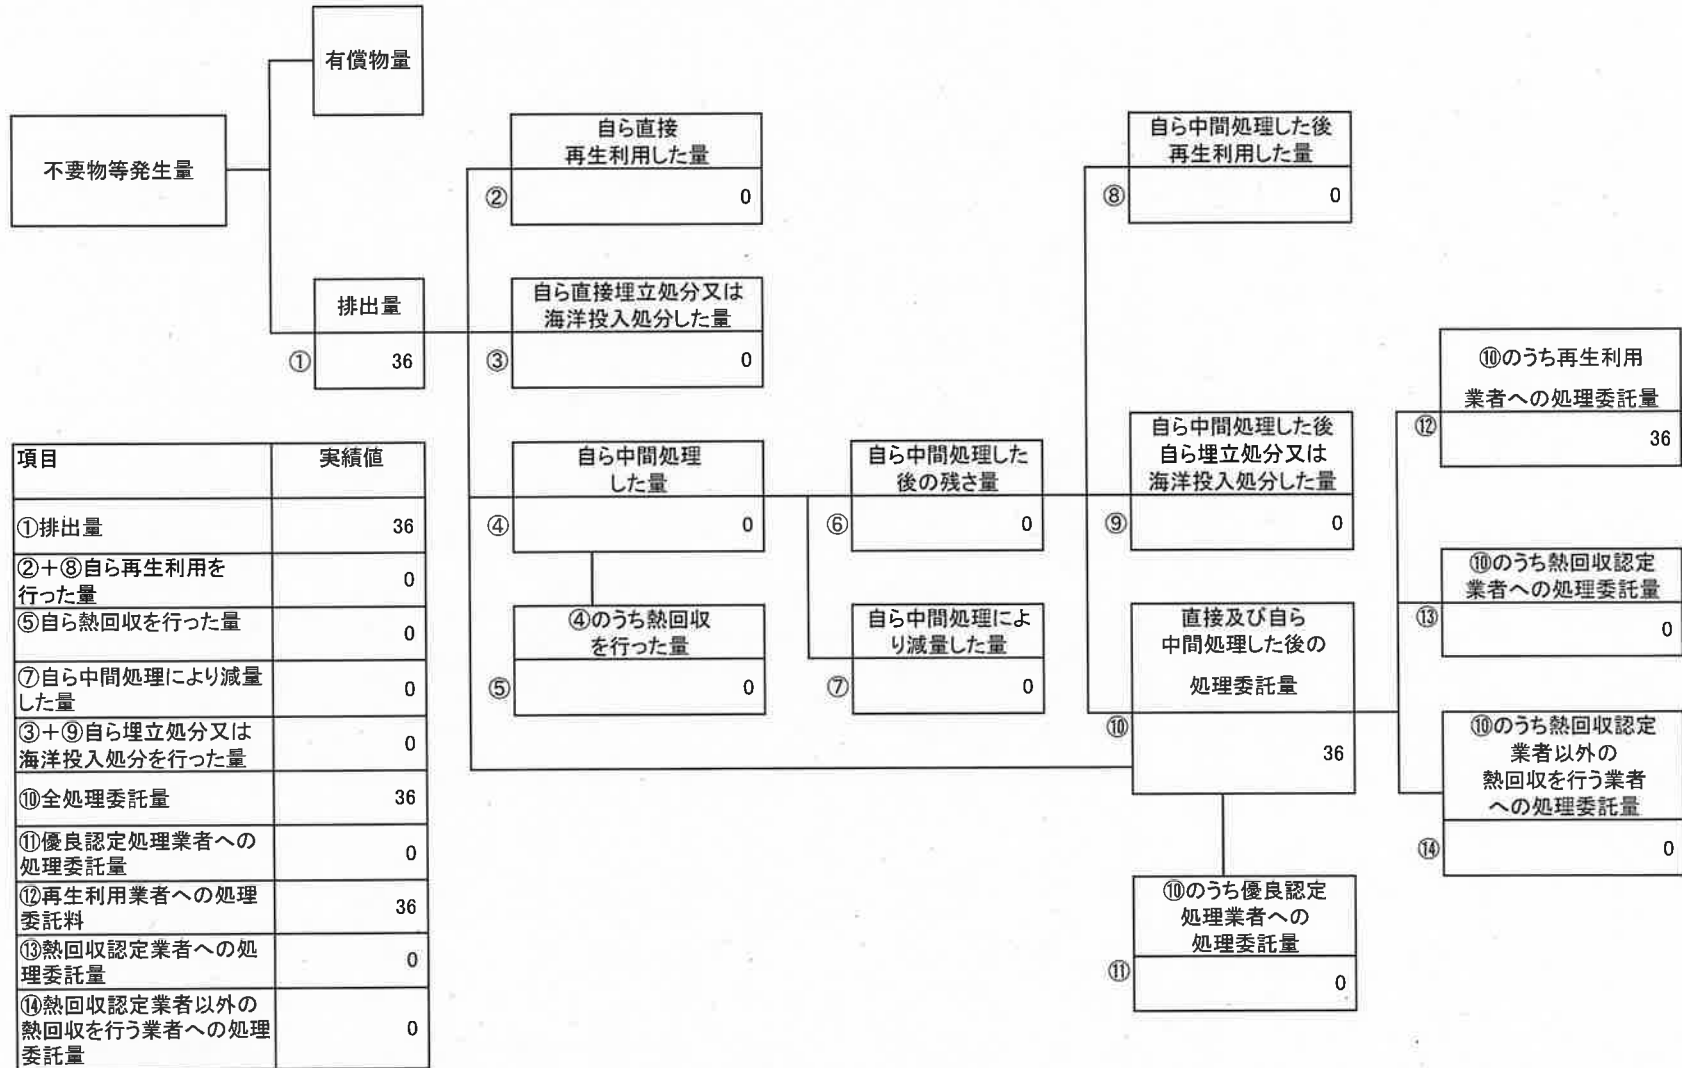 有償物量
不要物等発生量
自ら直接
再生利用した量
②
0
自ら中間処理した後
再生利用した量
⑧
0
排出量
①
36
自ら直接埋立処分又は
海洋投入処分した量
③
0
⑩のうち再生利用
業者への処理委託量
⑫
36
自ら中間処理
した量
④
0
自ら中間処理した
後の残さ量
⑥
0
自ら中間処理した後
自ら埋立処分又は
海洋投入処分した量
⑨
0
⑩のうち熱回収認定
業者への処理委託量
⑬
0
④のうち熱回収
を行った量
⑤
0
自ら中間処理によ
り減量した量
⑦
0
直接及び自ら
中間処理した後の
処理委託量
⑩
36
⑩のうち熱回収認定
業者以外の
熱回収を行う業者
への処理委託量
⑭
0
⑩のうち優良認定
処理業者への
処理委託量
⑪
0
項目 実績値
①排出量 36
②＋⑧自ら再生利用を
行った量 0
⑤自ら熱回収を行った量 0
⑦自ら中間処理により減量
した量 0
③＋⑨自ら埋立処分又は
海洋投入処分を行った量 0
⑩全処理委託量 36
⑪優良認定処理業者への
処理委託量 0
⑫再生利用業者への処理
委託料 36
⑬熱回収認定業者への処
理委託量 0
⑭熱回収認定業者以外の
熱回収を行う業者への処理
委託量 0